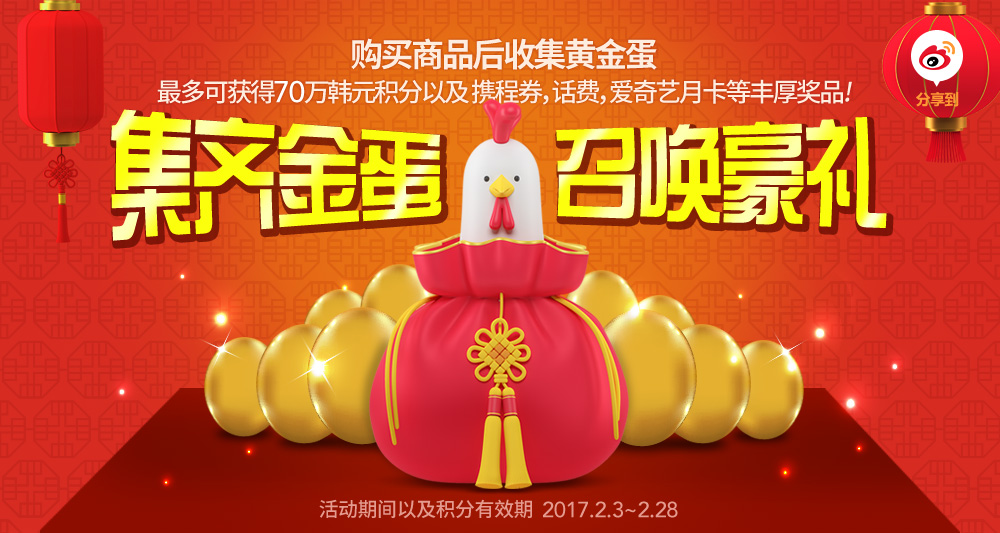 购买商品后收集黄金蛋
最多可获得70万韩元积分以及 携程券, 话费, 爱奇艺月卡等丰厚奖品!
分享到
集齐金蛋 召唤豪礼
活动期间以及积分有效期 2017.2.3~2.28